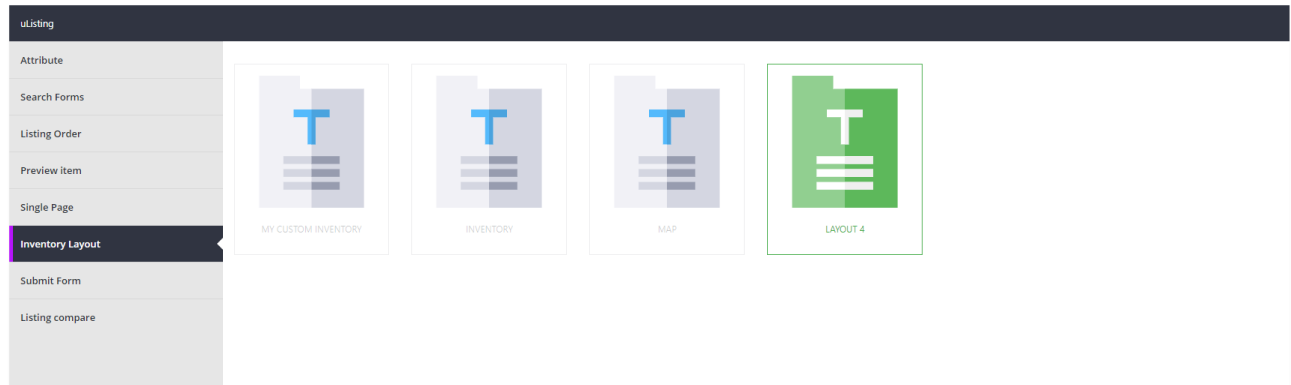 uListing
Attribute
Search Forms
Listing Order
Preview item
Single Page
Inventory Layout
Submit Form
Listing compare
T
T
T
T
MY CUSTOM INVENTORY
INVENTORY
MAP
LAYOUT 4